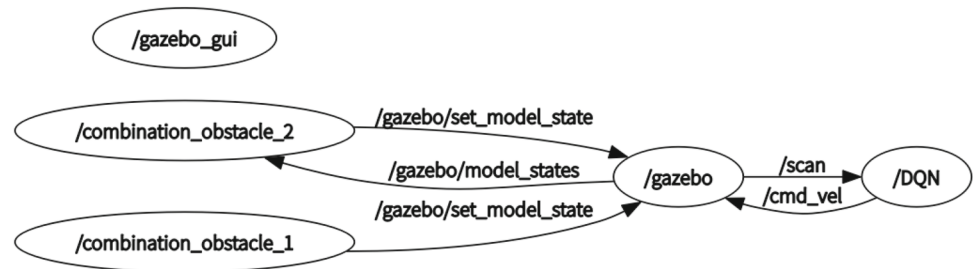 /gazebo_gui
/gazebo/set_model_state
/combination_obstacle_2
/gazebo/model_states
/scan
/gazebo
/DQN
/cmd_vel
/gazebo/set_model_state
/combination_obstacle_1